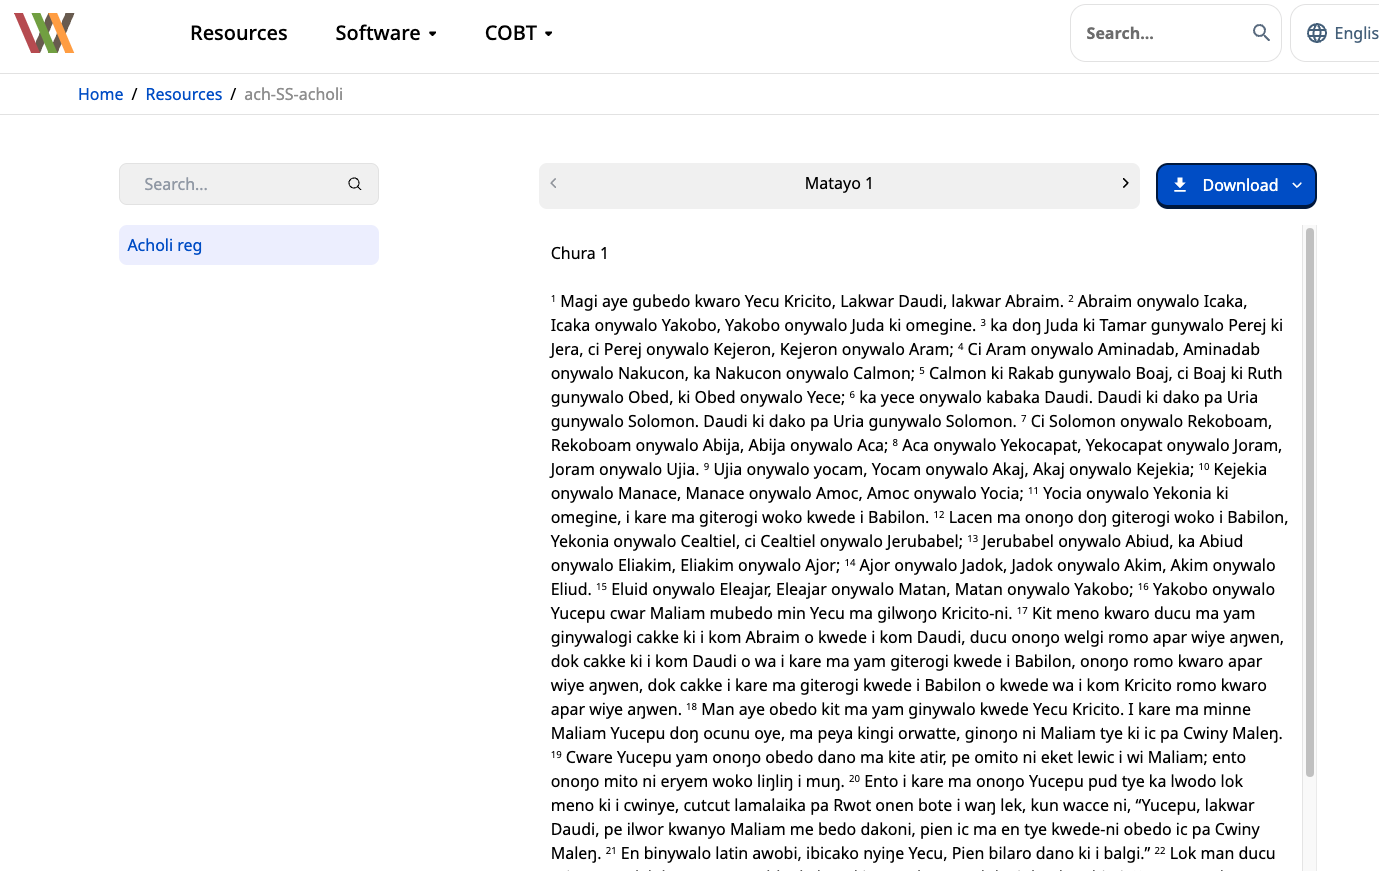 Resources
Software
COBT
Search...
Englis
Home / Resources / ach-SS-acholi
Search...
Matayo 1
Download
Acholi reg
Chura 1
1 Magi aye gubedo kwaro Yecu Kricito, Lakwar Daudi, lakwar Abraim. 2 Abraim onywalo Icaka,
Icaka onywalo Yakobo, Yakobo onywalo Juda ki omegine. 3 ka doŋ Juda ki Tamar gunywalo Perej ki
Jera, ci Perej onywalo Kejeron, Kejeron onywalo Aram; 4 Ci Aram onywalo Aminadab, Aminadab
onywalo Nakucon, ka Nakucon onywalo Calmon; 5 Calmon ki Rakab gunywalo Boaj, ci Boaj ki Ruth
gunywalo Obed, ki Obed onywalo Yece; 6 ka yece onywalo kabaka Daudi. Daudi ki dako pa Uria
gunywalo Solomon. Daudi ki dako pa Uria gunywalo Solomon. 7 Ci Solomon onywalo Rekoboam,
Rekoboam onywalo Abija, Abija onywalo Aca; 8 Aca onywalo Yekocapat, Yekocapat onywalo Joram,
Joram onywalo Ujia. 9 Ujia onywalo yocam, Yocam onywalo Akaj, Akaj onywalo Kejekia; 10 Kejekia
onywalo Manace, Manace onywalo Amoc, Amoc onywalo Yocia; 11 Yocia onywalo Yekonia ki
omegine, i kare ma giterogi woko kwede i Babilon. 12 Lacen ma onoŋo doŋ giterogi woko i Babilon,
Yekonia onywalo Cealtiel, ci Cealtiel onywalo Jerubabel; 13 Jerubabel onywalo Abiud, ka Abiud
onywalo Eliakim, Eliakim onywalo Ajor; 14 Ajor onywalo Jadok, Jadok onywalo Akim, Akim onywalo
Eliud. 15 Eluid onywalo Eleajar, Eleajar onywalo Matan, Matan onywalo Yakobo; 16 Yakobo onywalo
Yucepu cwar Maliam mubedo min Yecu ma gilwoŋo Kricito-ni. 17 Kit meno kwaro ducu ma yam
ginywalogi cakke ki i kom Abraim o kwede i kom Daudi, ducu onoŋo welgi romo apar wiye aŋwen,
dok cakke ki i kom Daudi o wa i kare ma yam giterogi kwede i Babilon, onoŋo romo kwaro apar
wiye aŋwen, dok cakke i kare ma giterogi kwede i Babilon o kwede wa i kom Kricito romo kwaro
apar wiye aŋwen. 18 Man aye obedo kit ma yam ginywalo kwede Yecu Kricito. I kare ma minne
Maliam Yucepu doŋ ocunu oye, ma peya kingi orwatte, ginoŋo ni Maliam tye ki ic pa Cwiny Maleŋ.
19 Cware Yucepu yam onoŋo obedo dano ma kite atir, pe omito ni eket lewic i wi Maliam; ento
onoŋo mito ni eryem woko liŋliŋ i muŋ. 20 Ento i kare ma onoŋo Yucepu pud tye ka lwodo lok
meno ki i cwinye, cutcut lamalaika pa Rwot onen bote i waŋ lek, kun wacce ni, “Yucepu, lakwar
Daudi, pe ilwor kwanyo Maliam me bedo dakoni, pien ic ma en tye kwede-ni obedo ic pa Cwiny
Maleŋ. 21 En binywalo latin awobi, ibicako nyiŋe Yecu, Pien bilaro dano ki i balgi.” 22 Lok man ducu